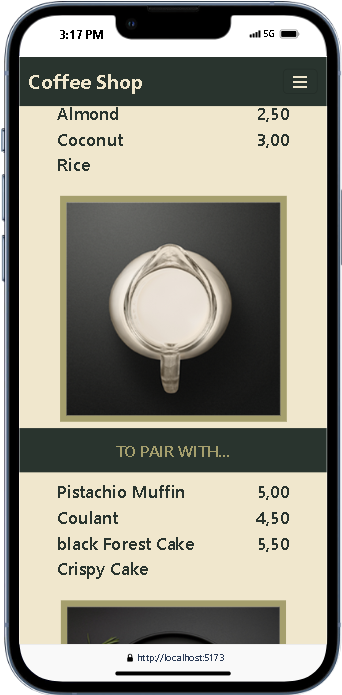 3:17 PM 5G
Coffee Shop
Almond 2,50
Coconut 3,00
Rice
TO PAIR WITH...
Pistachio Muffin 5,00
Coulant 4,50
black Forest Cake 5,50
Crispy Cake
http://localhost:5173